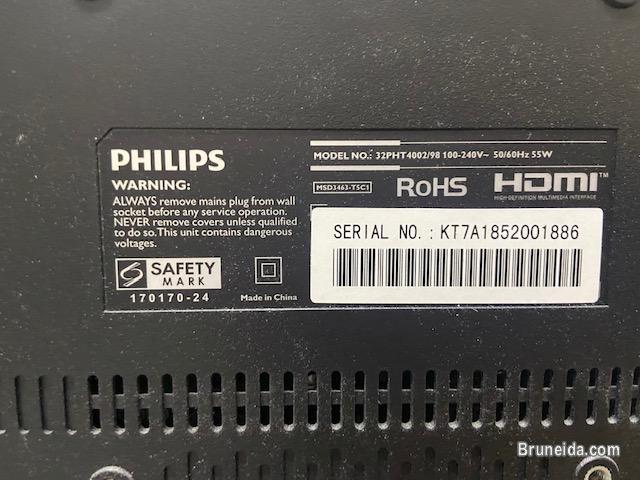 PHILIPS
WARNING:
ALWAYS remove mains plug from wall
socket before any service operation.
NEVER remove covers unless qualified
to do so. This unit contains dangerous
voltages.
SAFETY
MARK
170170-24
Made in China
MODEL NO.: 32PHT4002/98 100-240V~ 50/60Hz 55W
MSD3463-T5C1
RoHS
HDMI™
HIGH-DEFINITION MULTIMEDIA INTERFACE
SERIAL NO. : KT7A1852001886
Bruneida.com